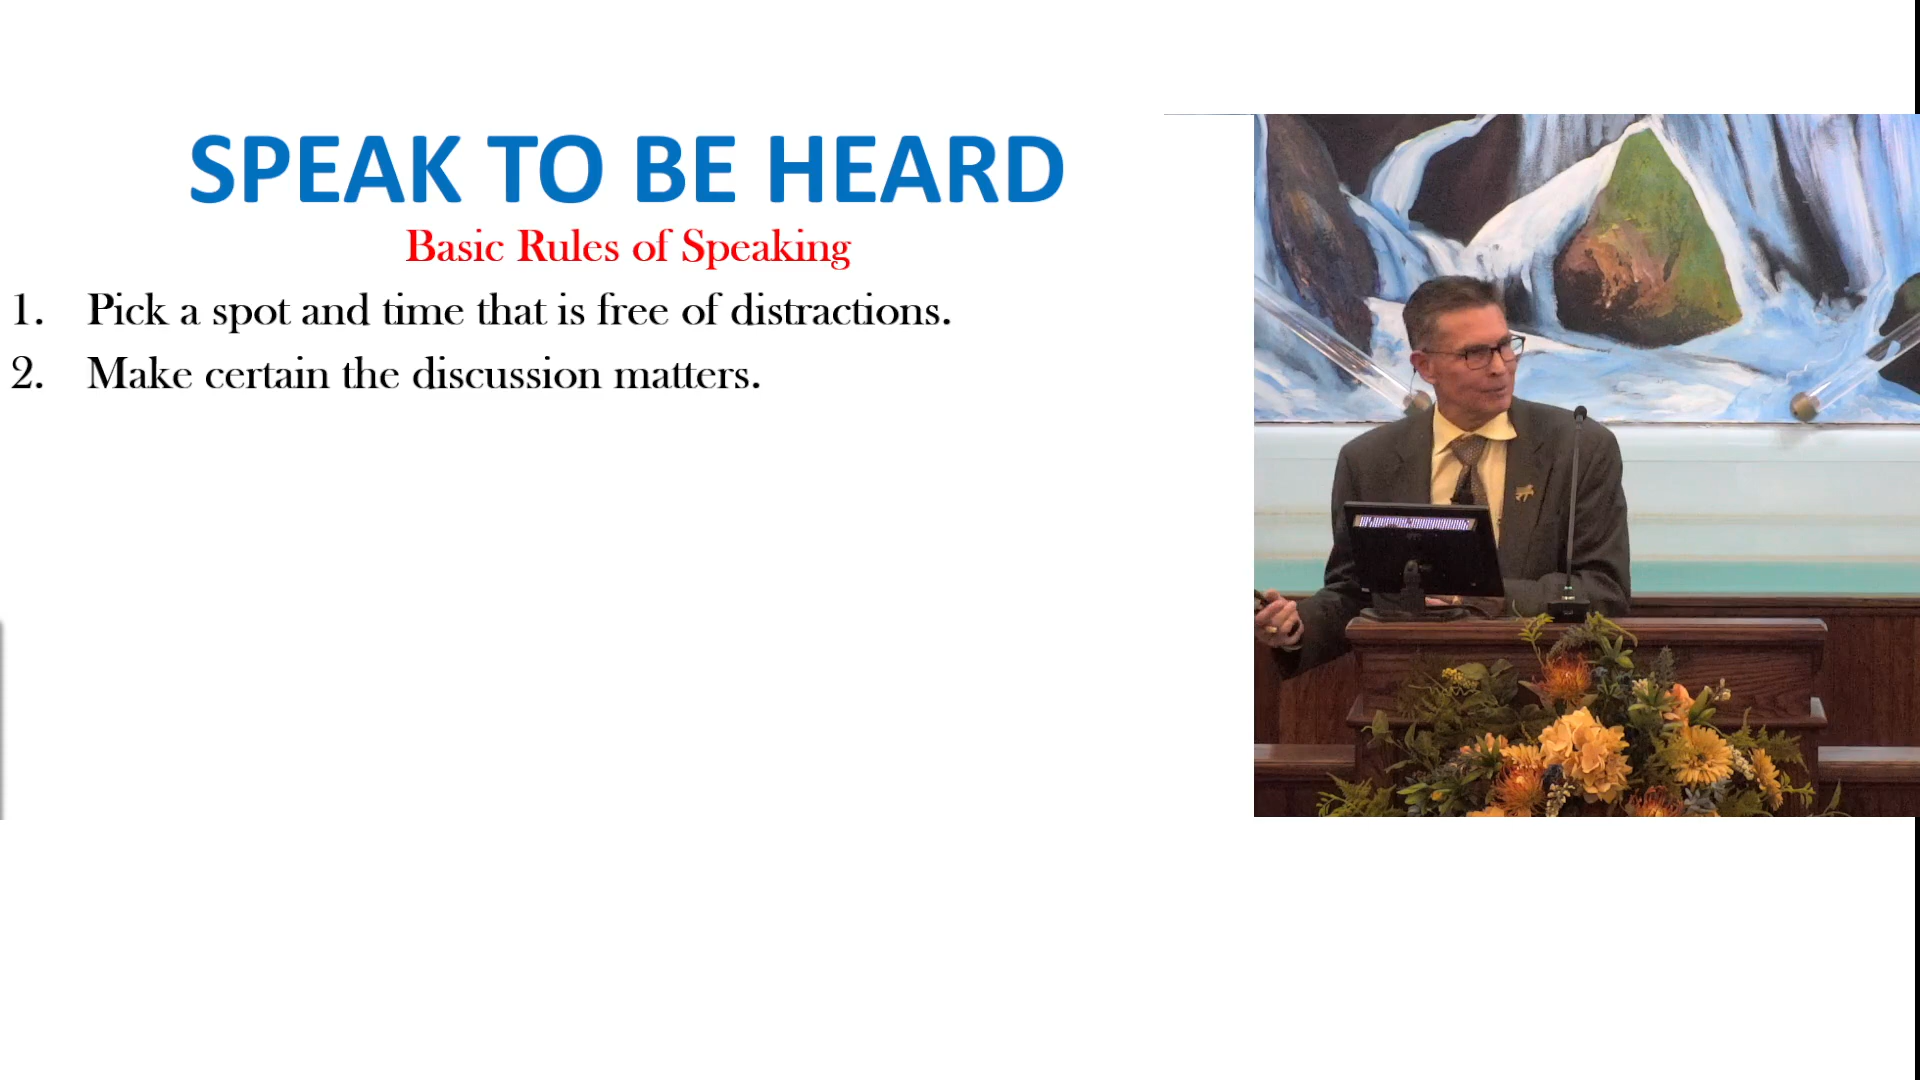 SPEAK TO BE HEARD
Basic Rules of Speaking
1. Pick a spot and time that is free of distractions.
2. Make certain the discussion matters.